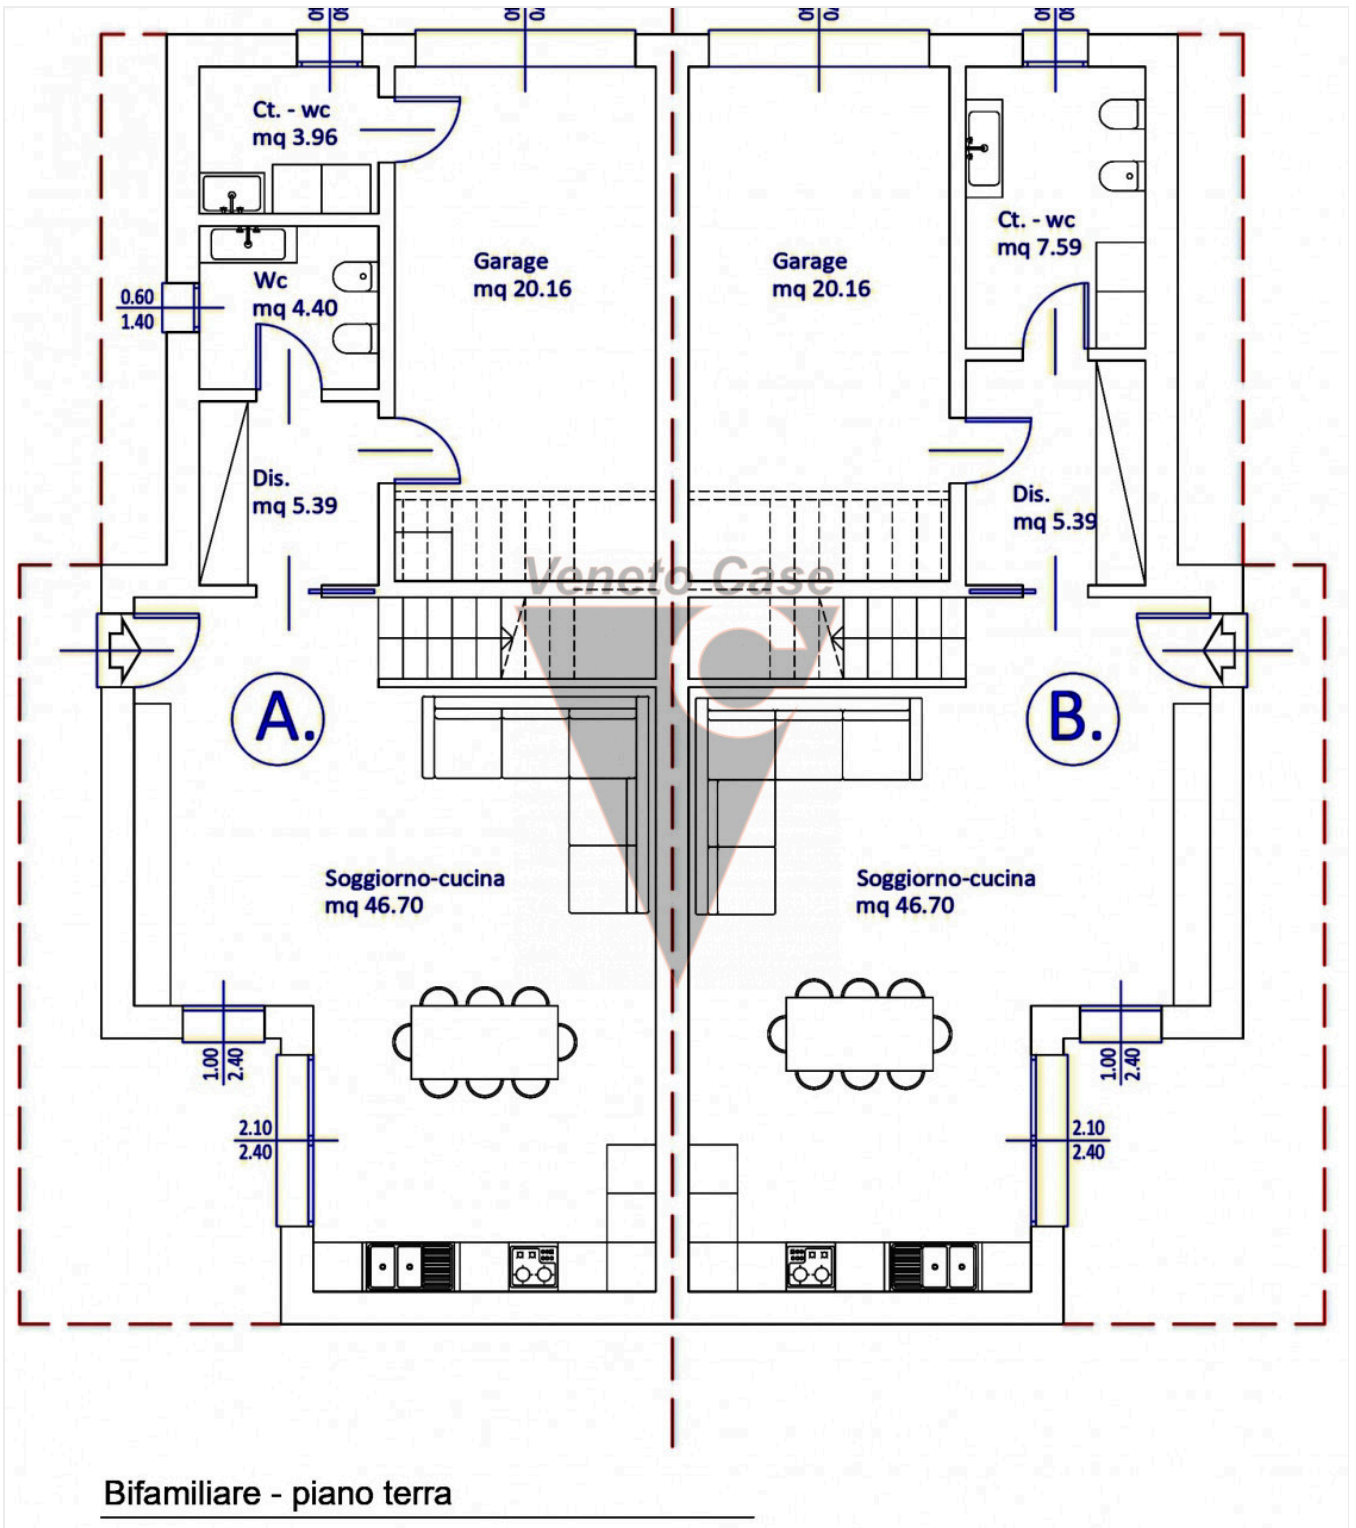 Ct. - wc
mq 3.96
Garage
mq 20.16
Garage
mq 20.16
Ct. - wc
mq 7.59
0.60
1.40
Wc
mq 4.40
Dis.
mq 5.39
Dis.
mq 5.39
Veneto Case
A.
B.
Soggiorno-cucina
mq 46.70
Soggiorno-cucina
mq 46.70
1.00
2.40
1.00
2.40
2.10
2.40
2.10
2.40
Bifamiliare - piano terra